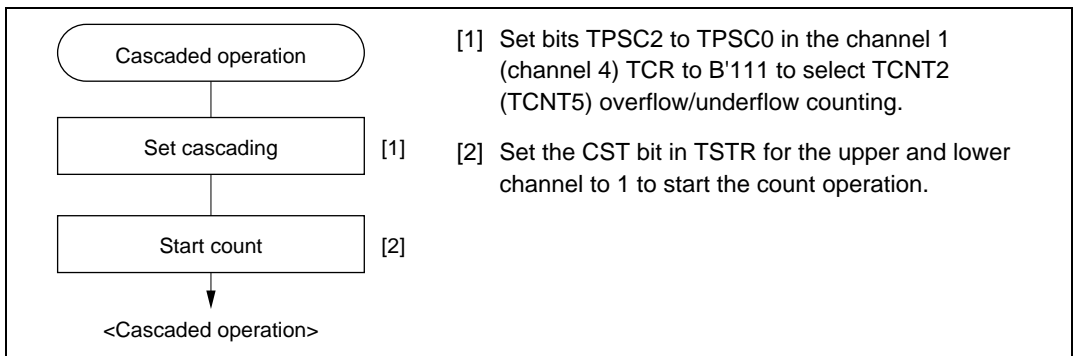 Cascaded operation
Set cascading [1]
Start count [2]
<Cascaded operation>
[1] Set bits TPSC2 to TPSC0 in the channel 1
(channel 4) TCR to B'111 to select TCNT2
(TCNT5) overflow/underflow counting.
[2] Set the CST bit in TSTR for the upper and lower
channel to 1 to start the count operation.